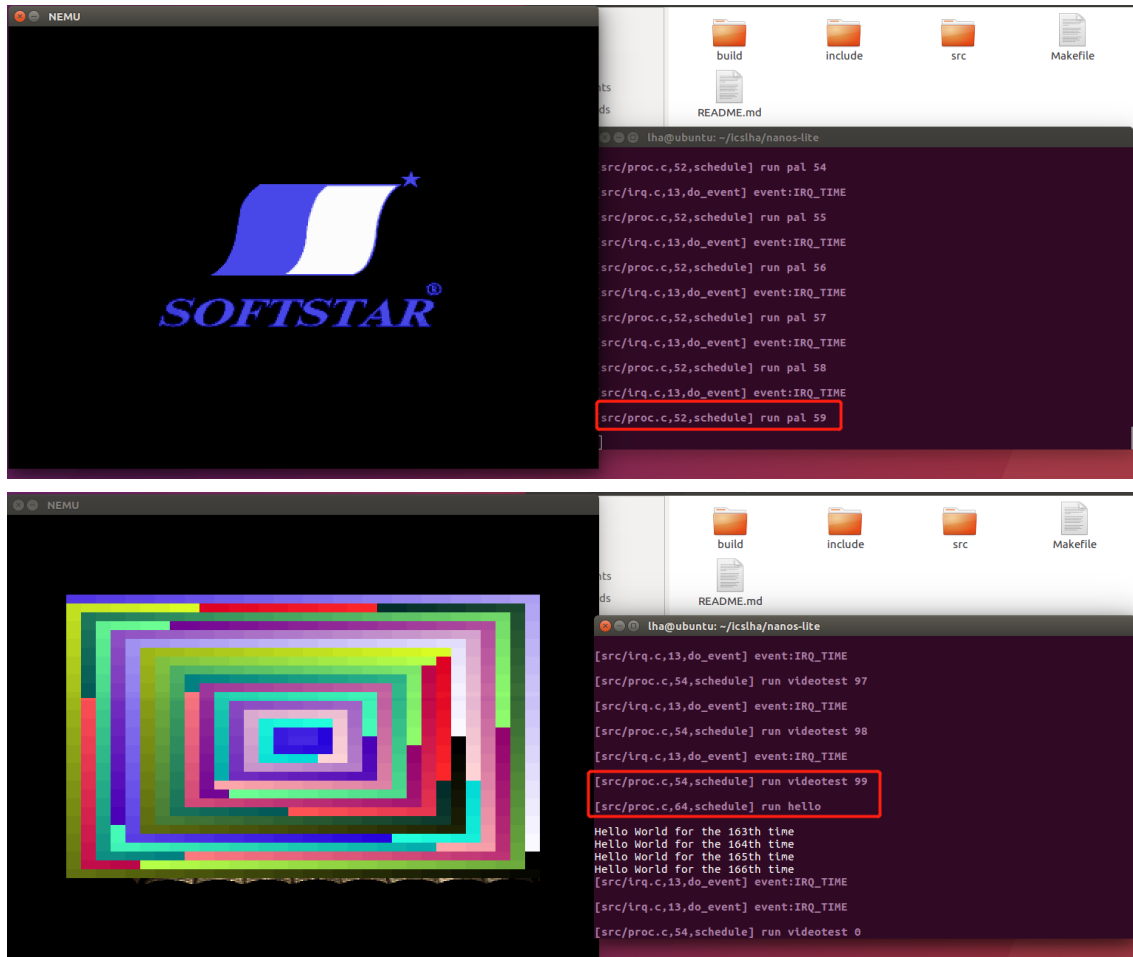 NEMU
build include src Makefile
nts
ds
README.md
lha@ubuntu: ~/icslha/nanos-lite
src/proc.c,52,schedule] run pal 54
src/irq.c,13,do_event] event:IRQ_TIME
src/proc.c,52,schedule] run pal 55
src/irq.c,13,do_event] event:IRQ_TIME
src/proc.c,52,schedule] run pal 56
src/irq.c,13,do_event] event:IRQ_TIME
src/proc.c,52,schedule] run pal 57
src/irq.c,13,do_event] event:IRQ_TIME
src/proc.c,52,schedule] run pal 58
src/irq.c,13,do_event] event:IRQ_TIME
src/proc.c,52,schedule] run pal 59
SOFTSTAR®
NEMU
build include src Makefile
nts
ds
README.md
lha@ubuntu: ~/icslha/nanos-lite
[src/irq.c,13,do_event] event:IRQ_TIME
[src/proc.c,54,schedule] run videotest 97
[src/irq.c,13,do_event] event:IRQ_TIME
[src/proc.c,54,schedule] run videotest 98
[src/irq.c,13,do_event] event:IRQ_TIME
[src/proc.c,54,schedule] run videotest 99
[src/proc.c,64,schedule] run hello
Hello World for the 163th time
Hello World for the 164th time
Hello World for the 165th time
Hello World for the 166th time
[src/irq.c,13,do_event] event:IRQ_TIME
[src/irq.c,13,do_event] event:IRQ_TIME
[src/proc.c,54,schedule] run videotest 0